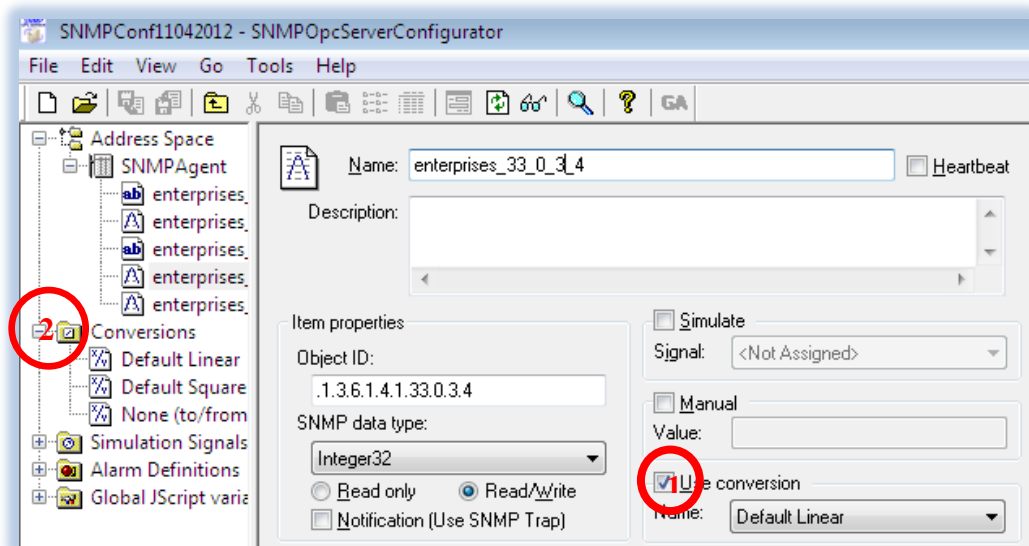 SNMPConf11042012 - SNMPOpcServerConfigurator
File Edit View Go Tools Help
GA
Address Space
SNMPAgent
ab enterprises_
enterprises_
ab enterprises_
enterprises_
enterprises_
2
Conversions
Default Linear
Default Square
None (to/from
Simulation Signals
Alarm Definitions
Global JScript varia
Name: enterprises_33_0_3_4
Heartbeat
Description:
Item properties
Object ID:
.1.3.6.1.4.1.33.0.3.4
SNMP data type:
Integer32
Read only Read/Write
Notification (Use SNMP Trap)
Simulate
Signal: <Not Assigned>
Manual
Value:
1 Use conversion
Name: Default Linear